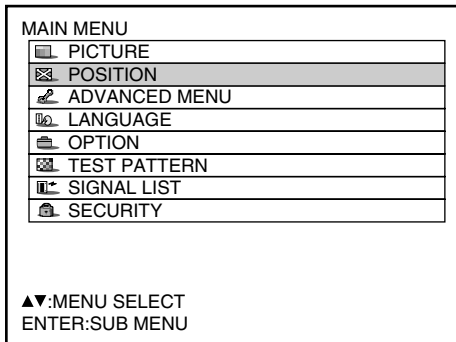 MAIN MENU
PICTURE
POSITION
ADVANCED MENU
LANGUAGE
OPTION
TEST PATTERN
SIGNAL LIST
SECURITY
▲▼:MENU SELECT
ENTER:SUB MENU